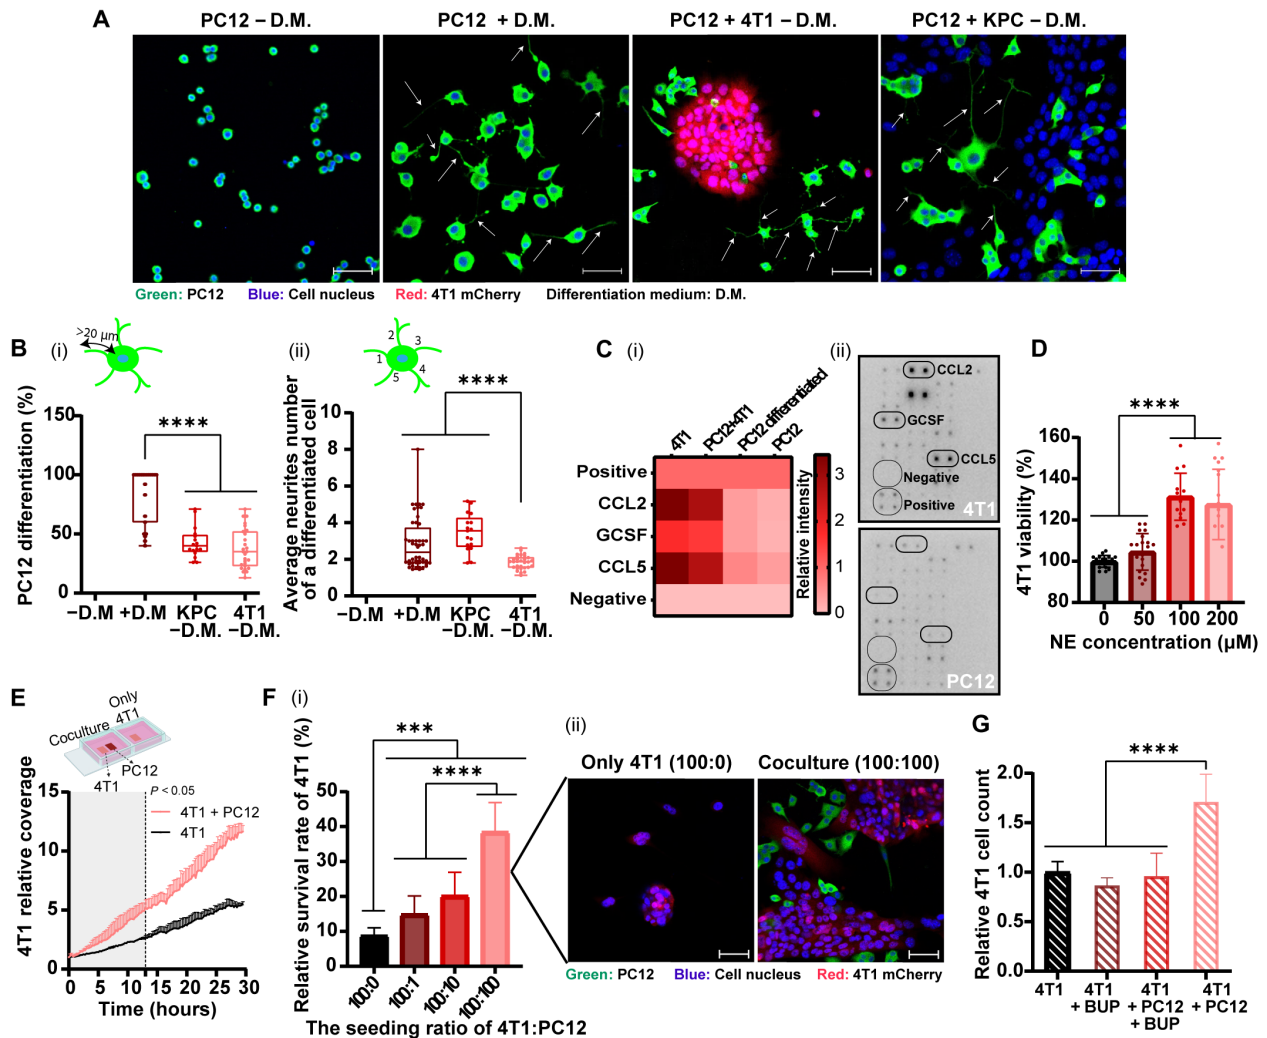 A
PC12 – D.M.
PC12 + D.M.
PC12 + 4T1 – D.M.
PC12 + KPC – D.M.
Green: PC12 Blue: Cell nucleus Red: 4T1 mCherry Differentiation medium: D.M.
B
(i)
>20 µm
PC12 differentiation (%)
150
100
50
0
–D.M
+D.M
KPC
–D.M.
4T1
–D.M.
****
(ii)
1
2
3
4
5
Average neurites number
of a differentiated cell
10
8
6
4
2
0
–D.M
+D.M
KPC
–D.M.
4T1
–D.M.
****
C
(i)
4T1
PC12+4T1
PC12 differentiated
PC12
Positive
CCL2
GCSF
CCL5
Negative
3
2
1
0
Relative intensity
(ii)
CCL2
GCSF
CCL5
Negative
Positive
4T1
PC12
D
4T1 viability (%)
160
140
120
100
80
****
0
50
100
200
NE concentration (µM)
E
Coculture
Only
4T1
PC12
4T1
4T1 relative coverage
15
10
5
0
P < 0.05
4T1 + PC12
4T1
0
5
10
15
20
25
30
Time (hours)
F
(i)
Relative survival rate of 4T1 (%)
50
40
30
20
10
0
***
****
100:0
100:1
100:10
100:100
The seeding ratio of 4T1:PC12
(ii)
Only 4T1 (100:0)
Coculture (100:100)
Green: PC12 Blue: Cell nucleus Red: 4T1 mCherry
G
Relative 4T1 cell count
2.0
1.5
1.0
0.5
0.0
****
4T1
4T1
+ BUP
4T1
+ PC12
+ BUP
4T1
+ PC12